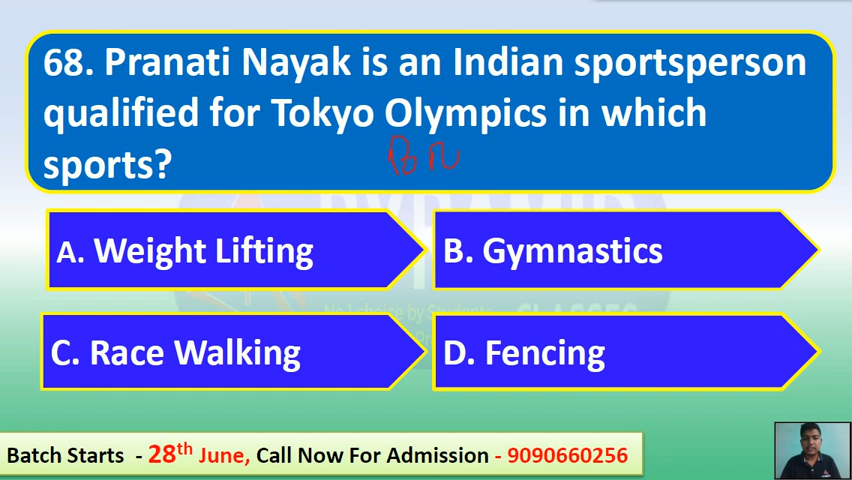 68. Pranati Nayak is an Indian sportsperson
qualified for Tokyo Olympics in which
sports?
A. Weight Lifting
B. Gymnastics
C. Race Walking
D. Fencing
Batch Starts - 28th June, Call Now For Admission - 9090660256